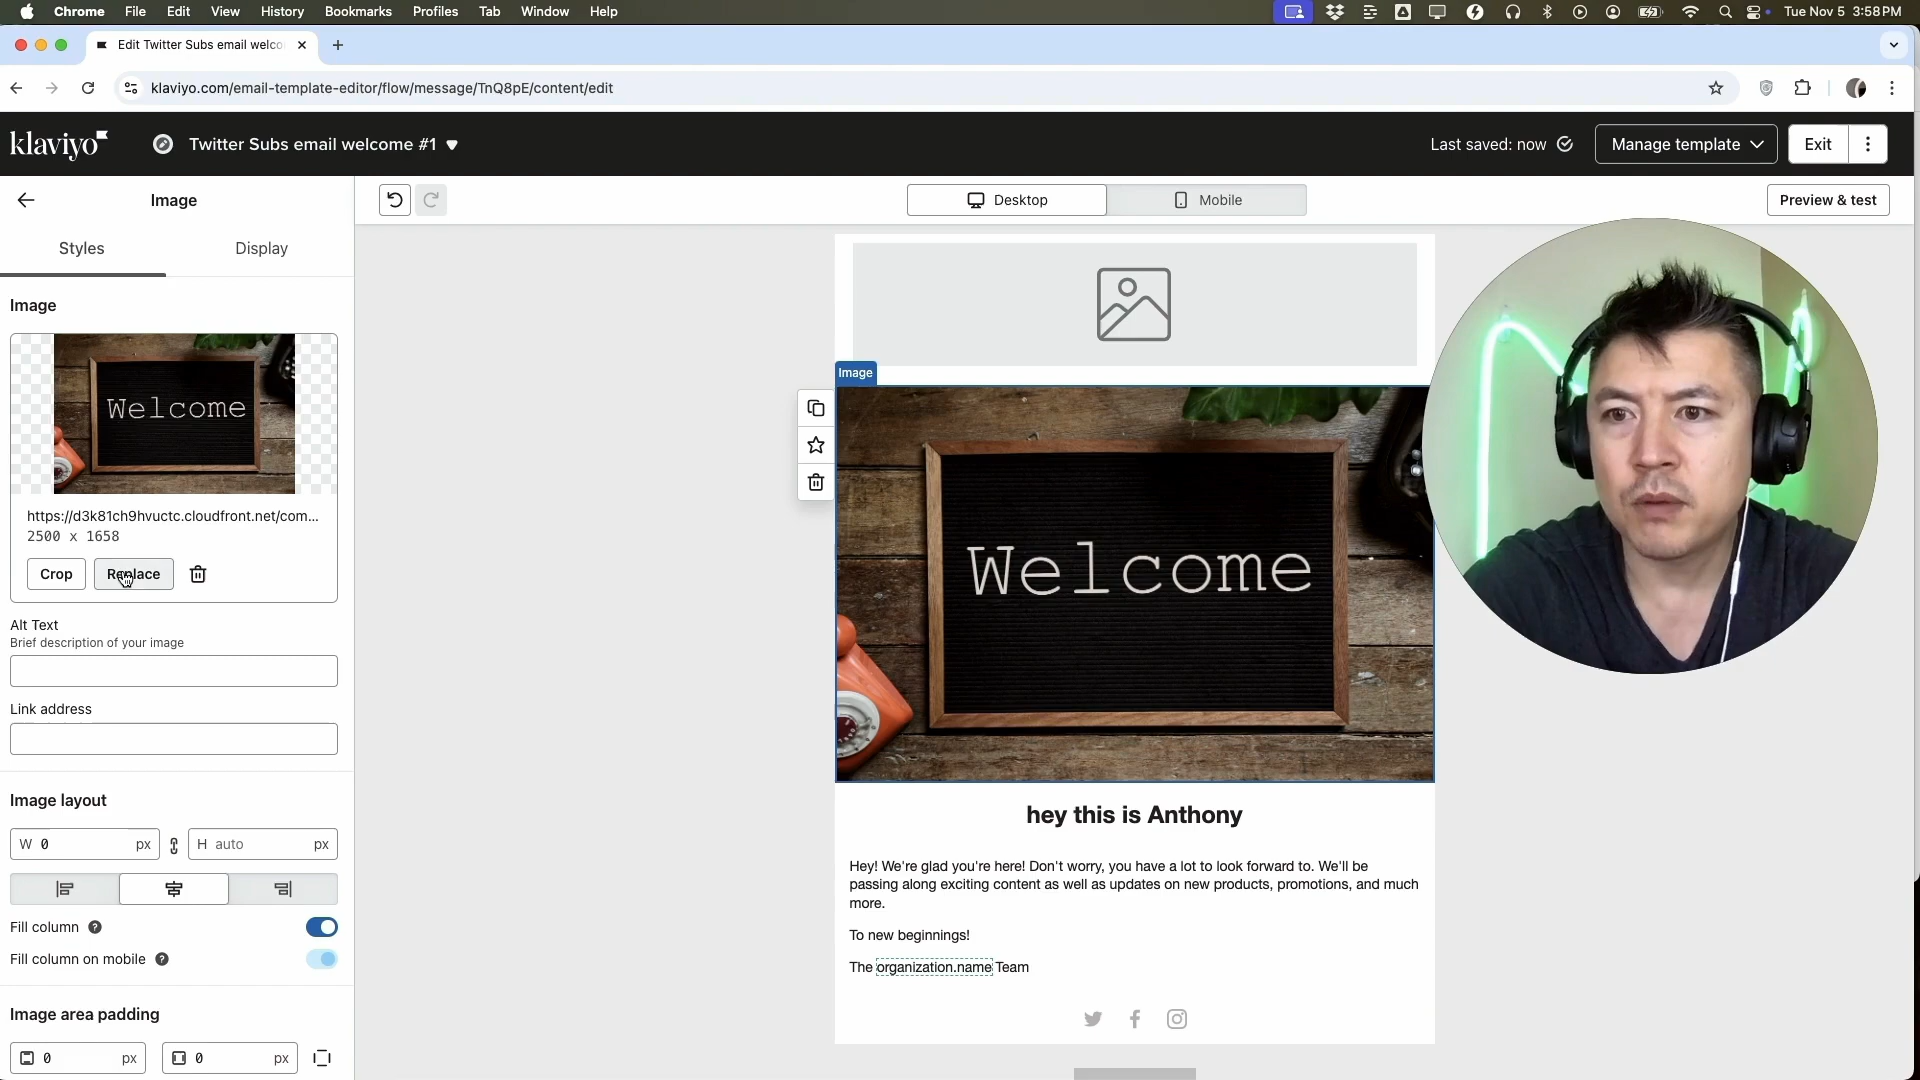 Chrome File Edit View History Bookmarks Profiles Tab Window Help
Tue Nov 5 3:58 PM
Edit Twitter Subs email welco
klaviyo.com/email-template-editor/flow/message/TnQ8pE/content/edit
klaviyo
Twitter Subs email welcome #1
Last saved: now
Manage template
Exit
Image
Desktop
Mobile
Preview & test
Styles
Display
Image
Welcome
https://d3k81ch9hvuctc.cloudfront.net/com...
2500 x 1658
Crop
Replace
Alt Text
Brief description of your image
Link address
Image layout
W 0 px
H auto px
Fill column ?
Fill column on mobile ?
Image area padding
0 px
0 px
Image
Welcome
hey this is Anthony
Hey! We're glad you're here! Don't worry, you have a lot to look forward to. We'll be
passing along exciting content as well as updates on new products, promotions, and much
more.
To new beginnings!
The organization.name Team